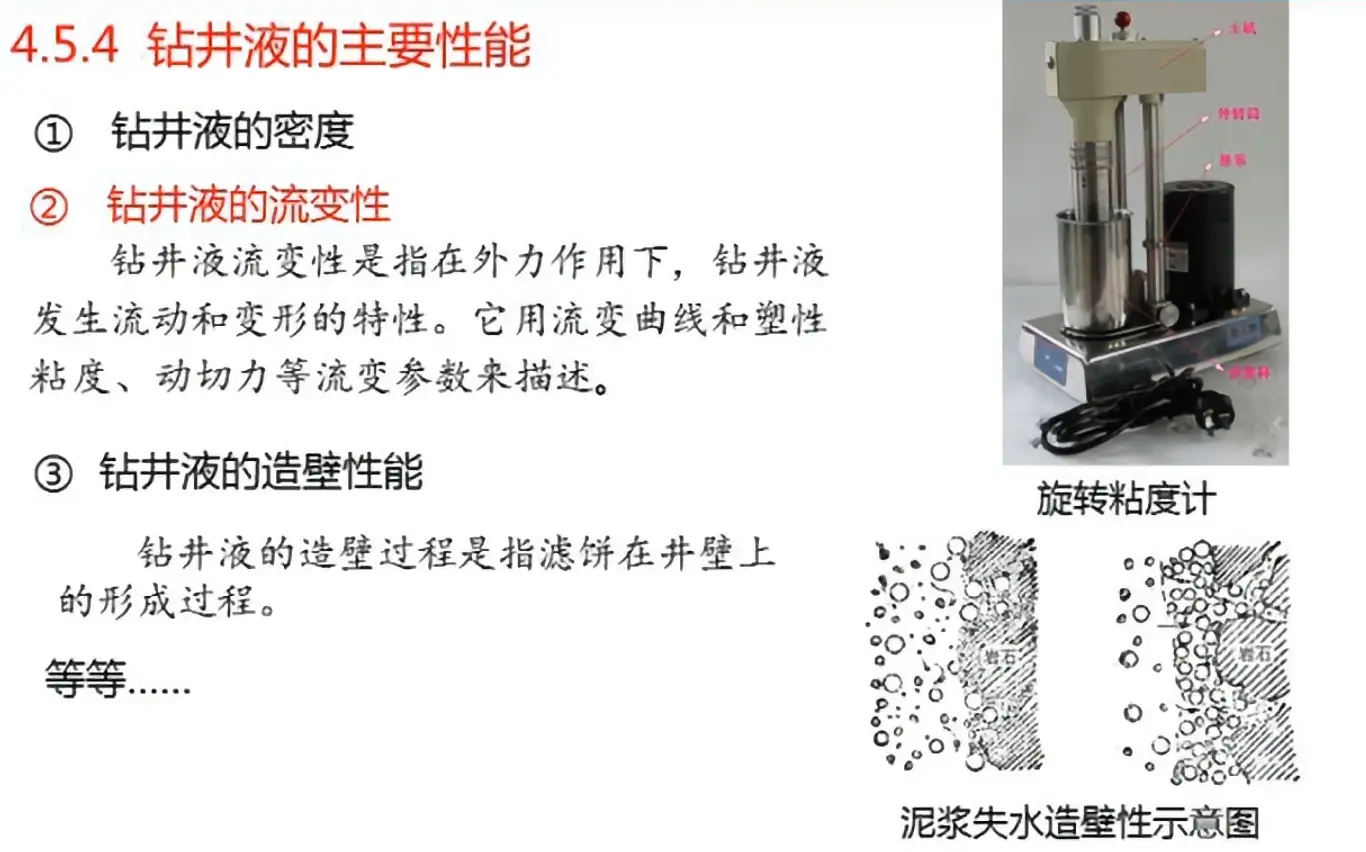 4.5.4 钻井液的主要性能
① 钻井液的密度
② 钻井液的流变性
钻井液流变性是指在外力作用下，钻井液
发生流动和变形的特性。它用流变曲线和塑性
粘度、动切力等流变参数来描述。
③ 钻井液的造壁性能
钻井液的造壁过程是指滤饼在井壁上
的形成过程。
等等……
主机
外转筒
旋转粘度计
岩石
岩石
泥浆失水造壁性示意图